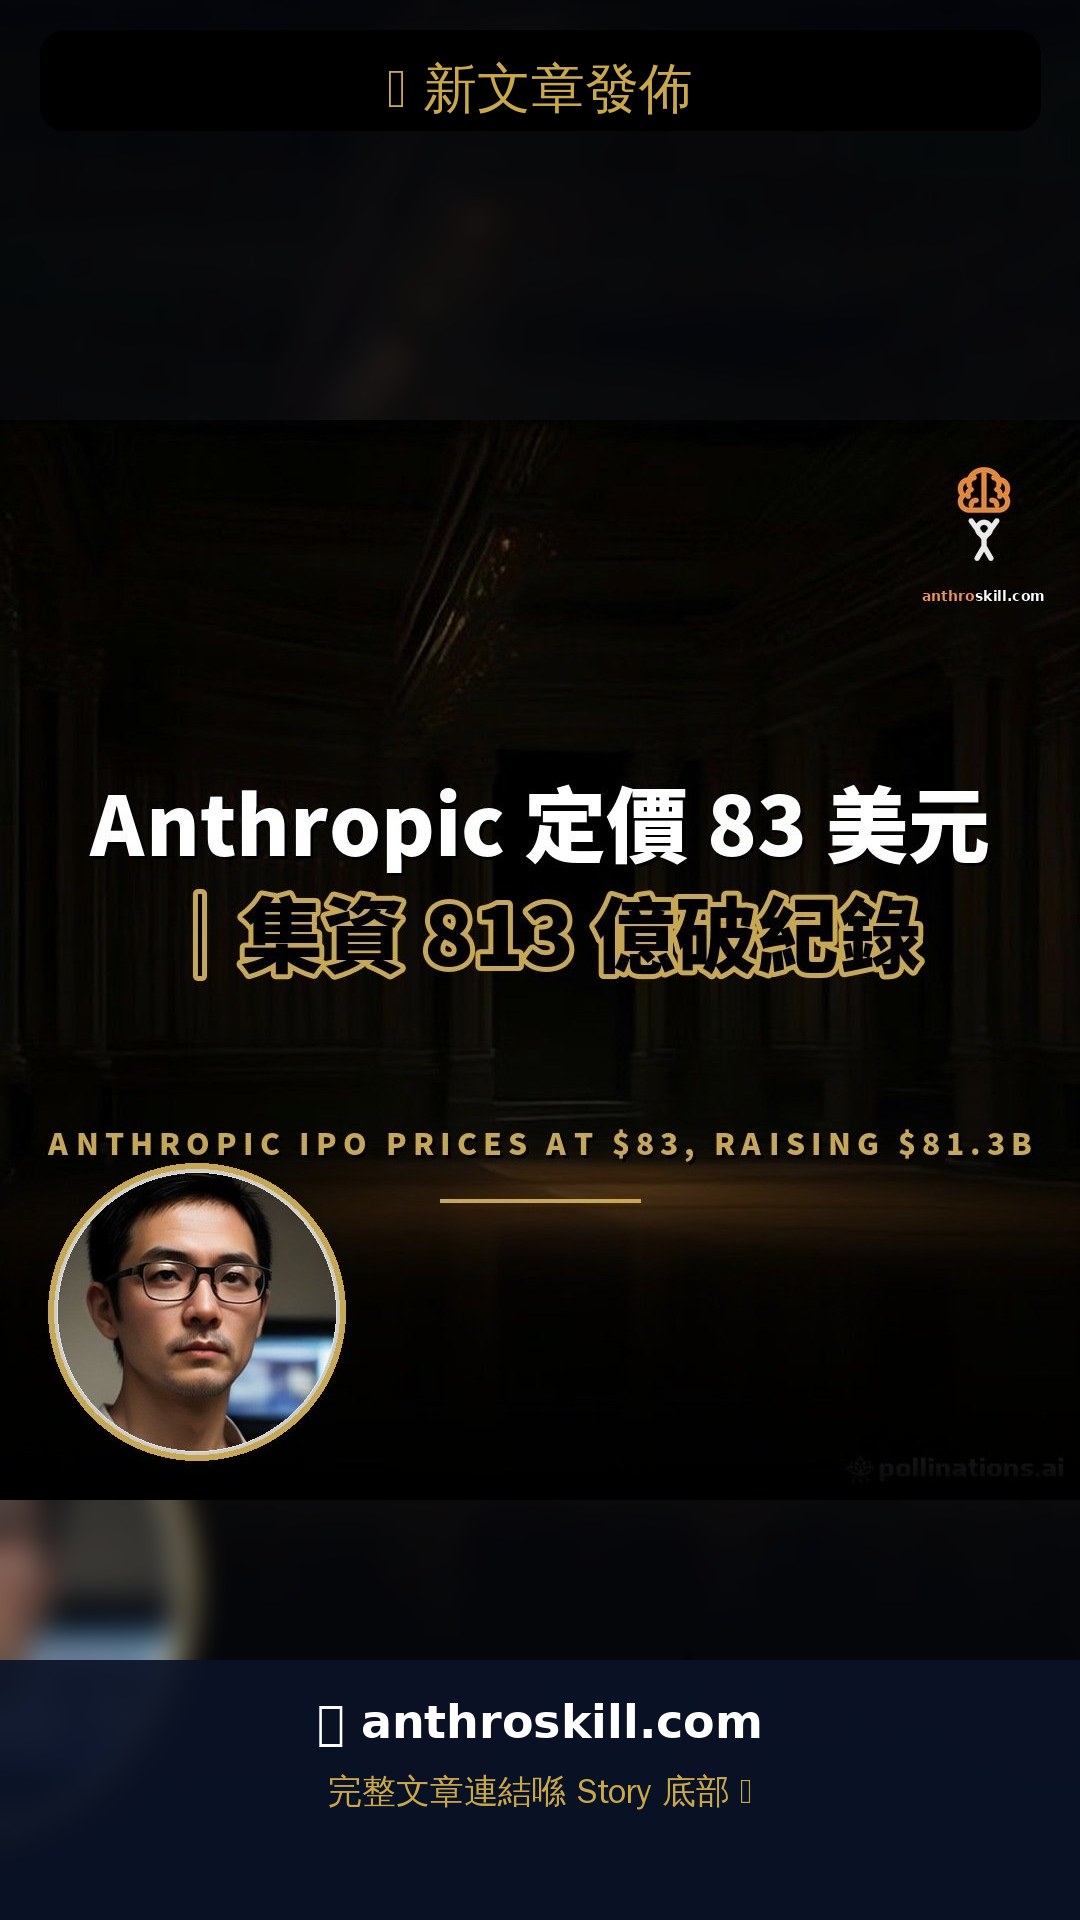 新文章發佈
anthroskill.com
Anthropic 定價 83 美元
｜集資 813 億破紀錄
ANTHROPIC IPO PRICES AT $83, RAISING $81.3B
pollinations.ai
anthroskill.com
完整文章連結喺 Story 底部